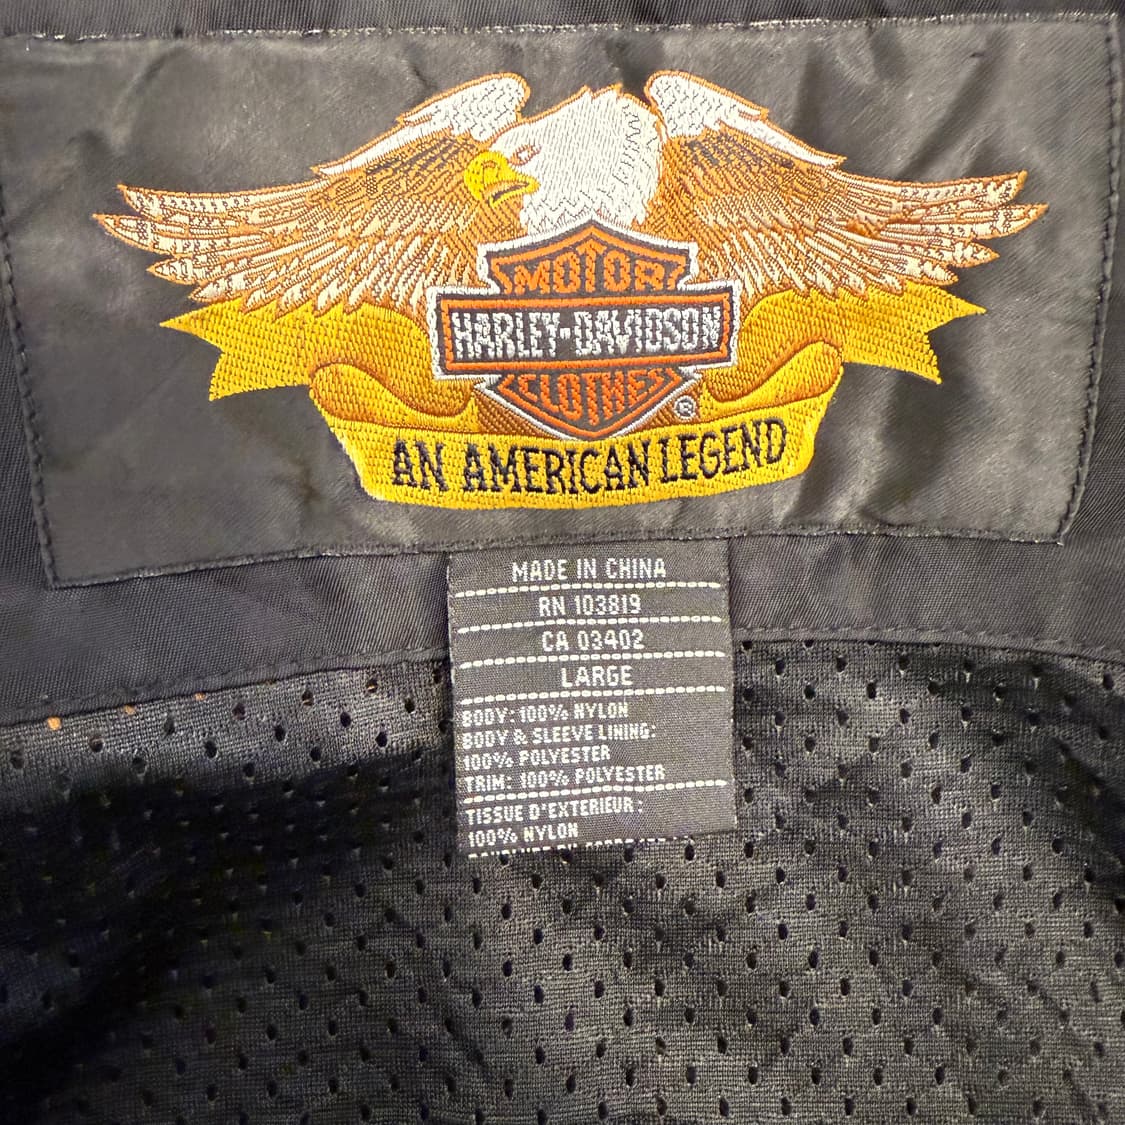 MOTOR
HARLEY-DAVIDSON
CLOTHES
®
AN AMERICAN LEGEND
MADE IN CHINA
RN 103819
CA 03402
LARGE
BODY: 100% NYLON
BODY & SLEEVE LINING:
100% POLYESTER
TRIM: 100% POLYESTER
TISSUE D'EXTERIEUR:
100% NYLON